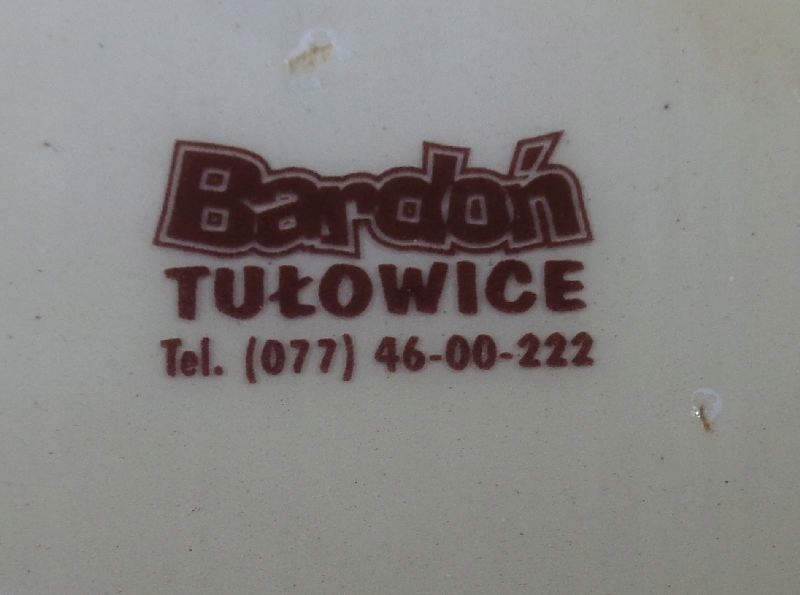 Bardoń
TUŁOWICE
Tel. (077) 46-00-222